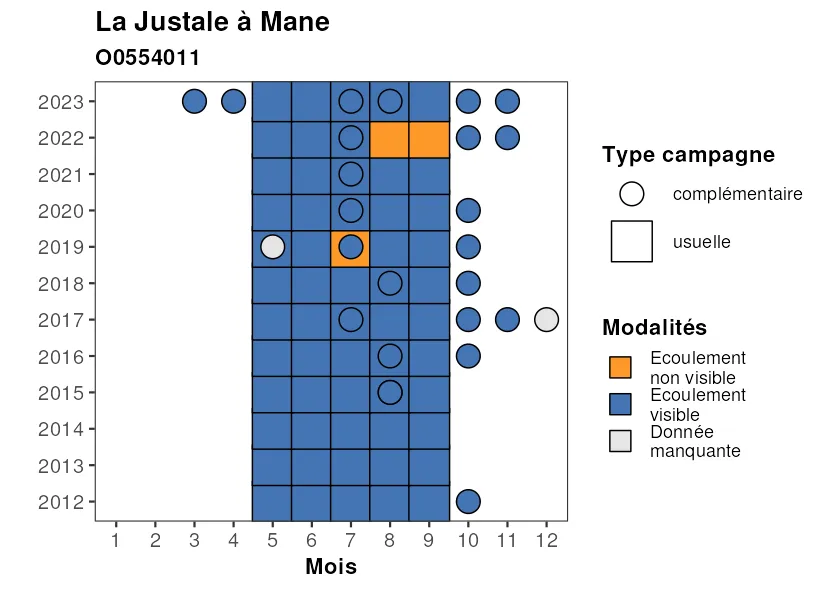 La Justale à Mane
O0554011
2023
2022
2021
2020
2019
2018
2017
2016
2015
2014
2013
2012
1 2 3 4 5 6 7 8 9 10 11 12
Mois
Type campagne
complémentaire
usuelle
Modalités
Ecoulement
non visible
Ecoulement
visible
Donnée
manquante